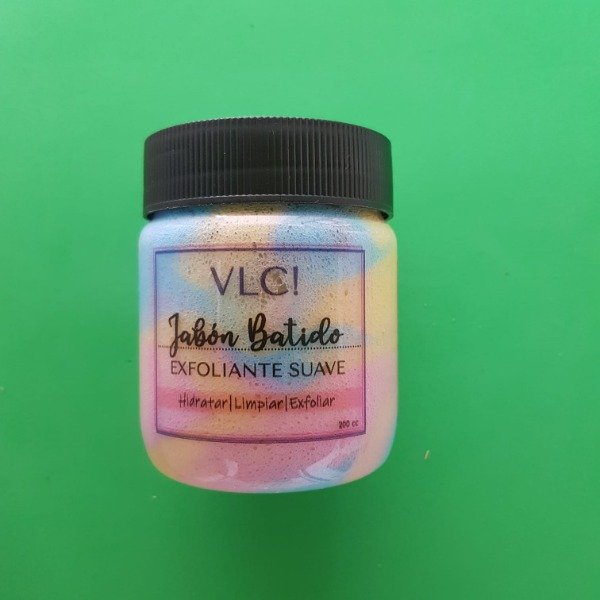 VLC!
Jabón Batido
EXFOLIANTE SUAVE
Hidratar|Limpiar|Exfoliar
200 cc